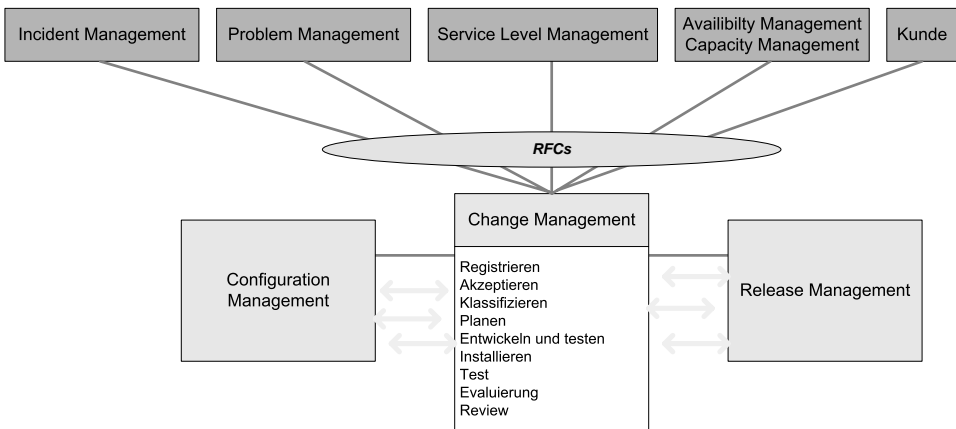 Incident Management
Problem Management
Service Level Management
Availibilty Management
Capacity Management
Kunde
RFCs
Change Management
Configuration
Management
Registrieren
Akzeptieren
Klassifizieren
Planen
Entwickeln und testen
Installieren
Test
Evaluierung
Review
Release Management